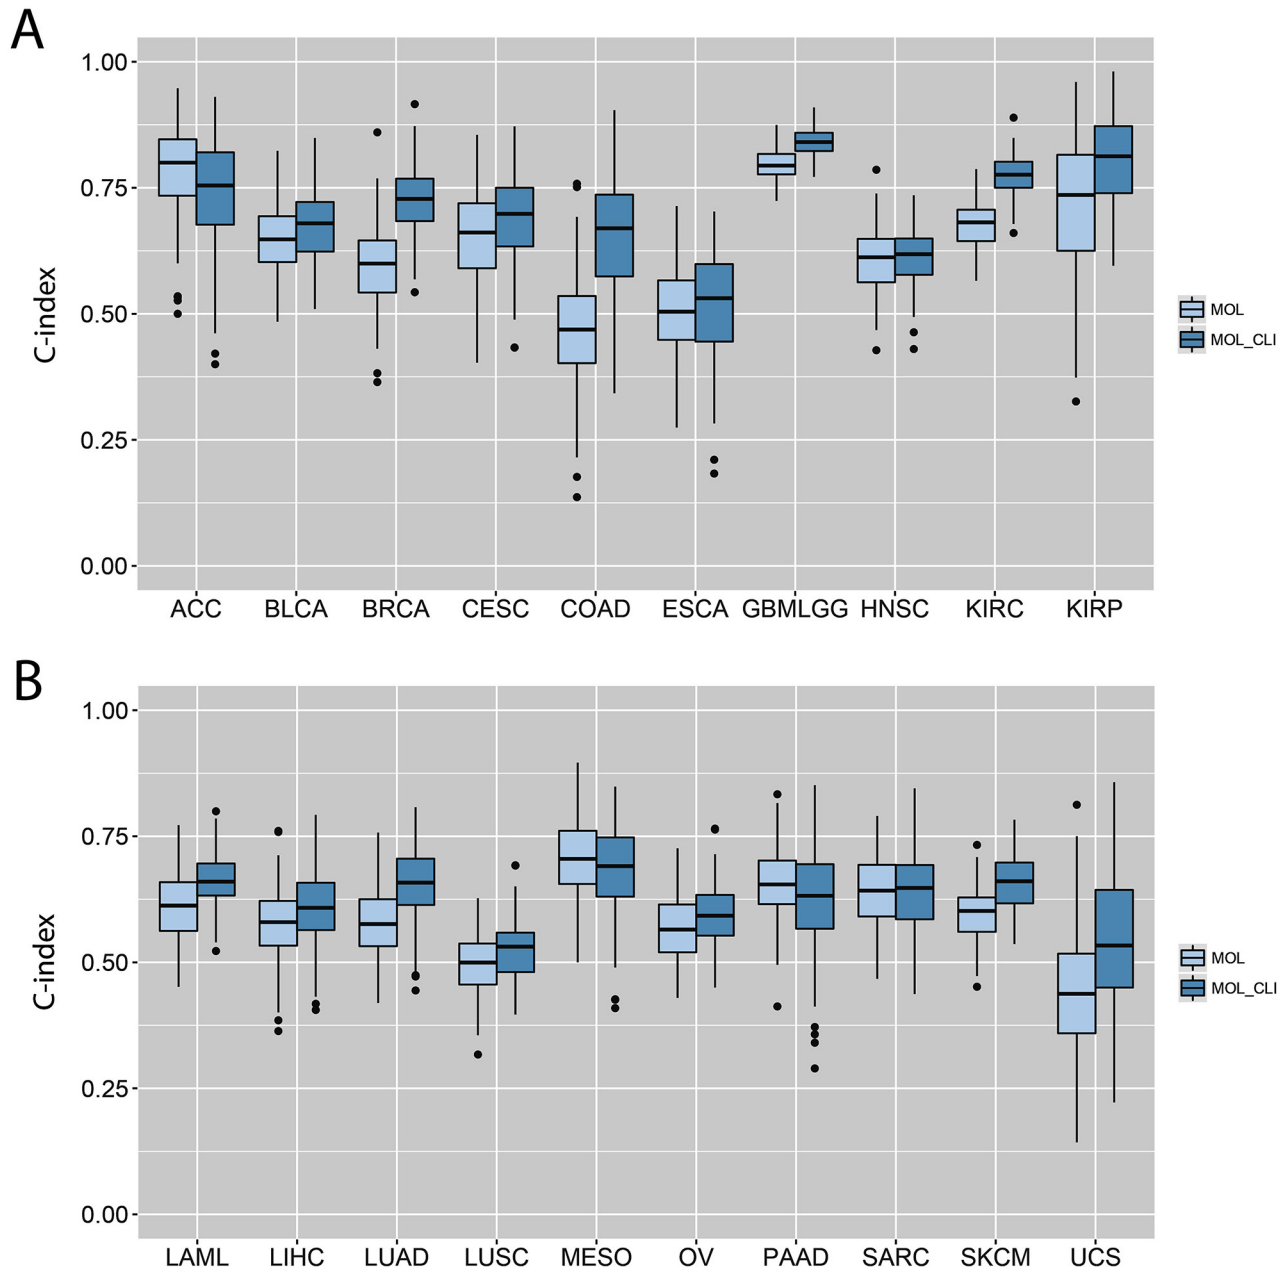 A
1.00
0.75
0.50
0.25
0.00
C-index
ACC BLCA BRCA CESC COAD ESCA GBMLGG HNSC KIRC KIRP
MOL
MOL_CLI
B
1.00
0.75
0.50
0.25
0.00
C-index
LAML LIHC LUAD LUSC MESO OV PAAD SARC SKCM UCS
MOL
MOL_CLI